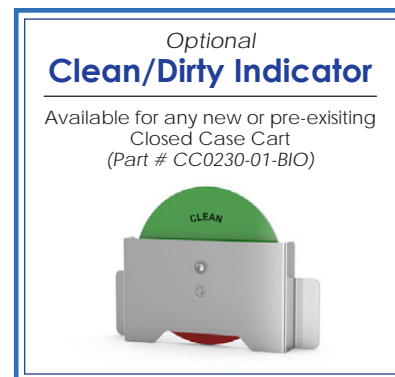 Optional
Clean/Dirty Indicator
Available for any new or pre-exisiting
Closed Case Cart
(Part # CC0230-01-BIO)
CLEAN